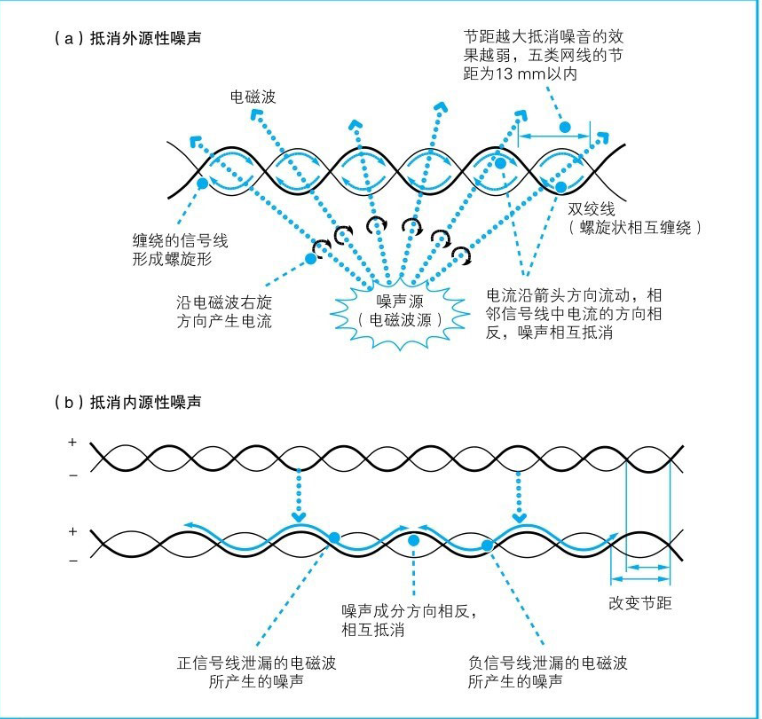 （a）抵消外源性噪声
节距越大抵消噪音的效
果越弱，五类网线的节
距为13 mm以内
电磁波
双绞线
（螺旋状相互缠绕）
缠绕的信号线
形成螺旋形
沿电磁波右旋
方向产生电流
噪声源
（电磁波源）
电流沿箭头方向流动，相
邻信号线中电流的方向相
反，噪声相互抵消
（b）抵消内源性噪声
+
−
+
−
改变节距
噪声成分方向相反，
相互抵消
正信号线泄漏的电磁波
所产生的噪声
负信号线泄漏的电磁波
所产生的噪声